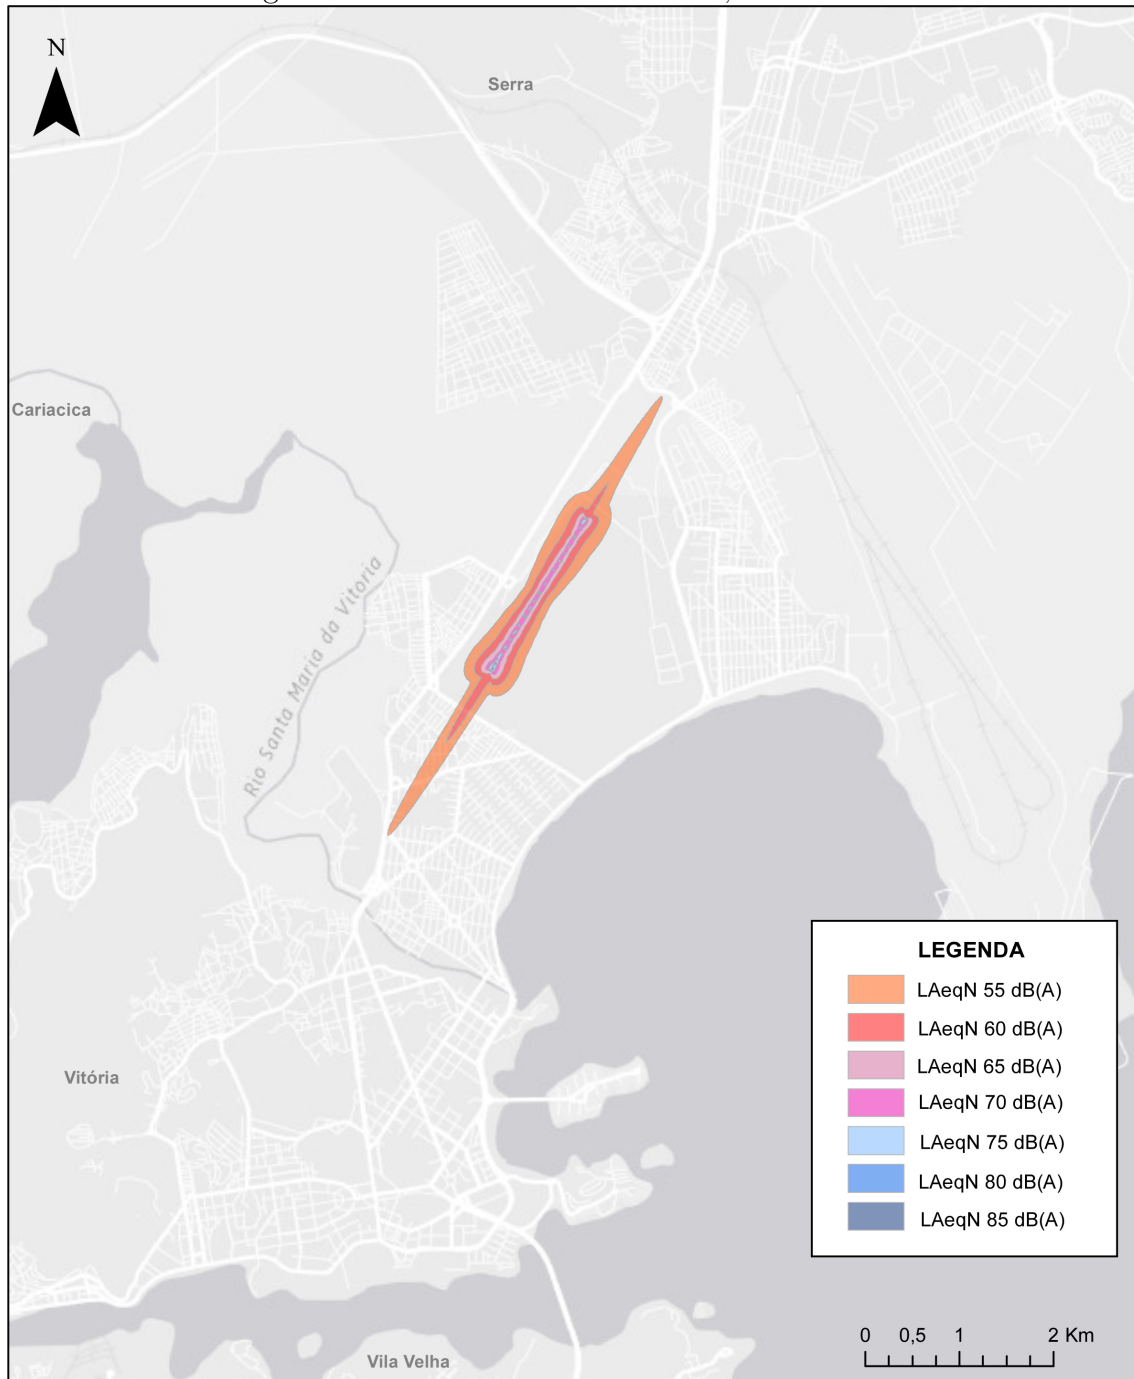 N
Serra
Cariacica
Rio Santa Maria da Vitoria
LEGENDA
LAeqN 55 dB(A)
LAeqN 60 dB(A)
LAeqN 65 dB(A)
LAeqN 70 dB(A)
LAeqN 75 dB(A)
LAeqN 80 dB(A)
LAeqN 85 dB(A)
Vitória
0 0,5 1 2 Km
Vila Velha